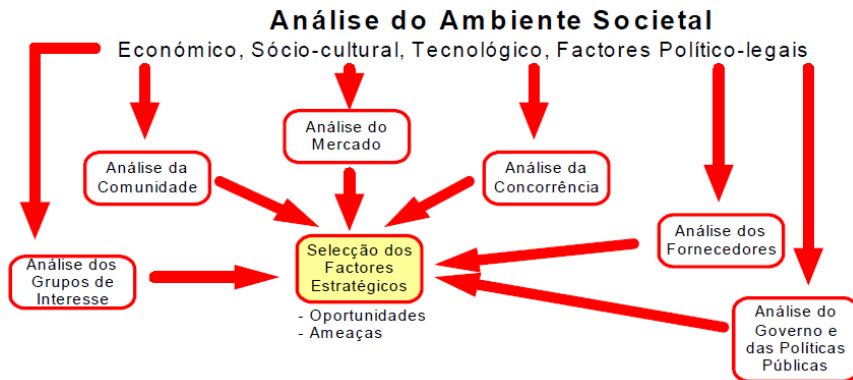 Análise do Ambiente Societal
Económico, Sócio-cultural, Tecnológico, Factores Político-legais
Análise do
Mercado
Análise da
Comunidade
Análise da
Concorrência
Análise dos
Fornecedores
Selecção dos
Factores
Estratégicos
Análise dos
Grupos de
Interesse
- Oportunidades
- Ameaças
Análise do
Governo e
das Políticas
Públicas